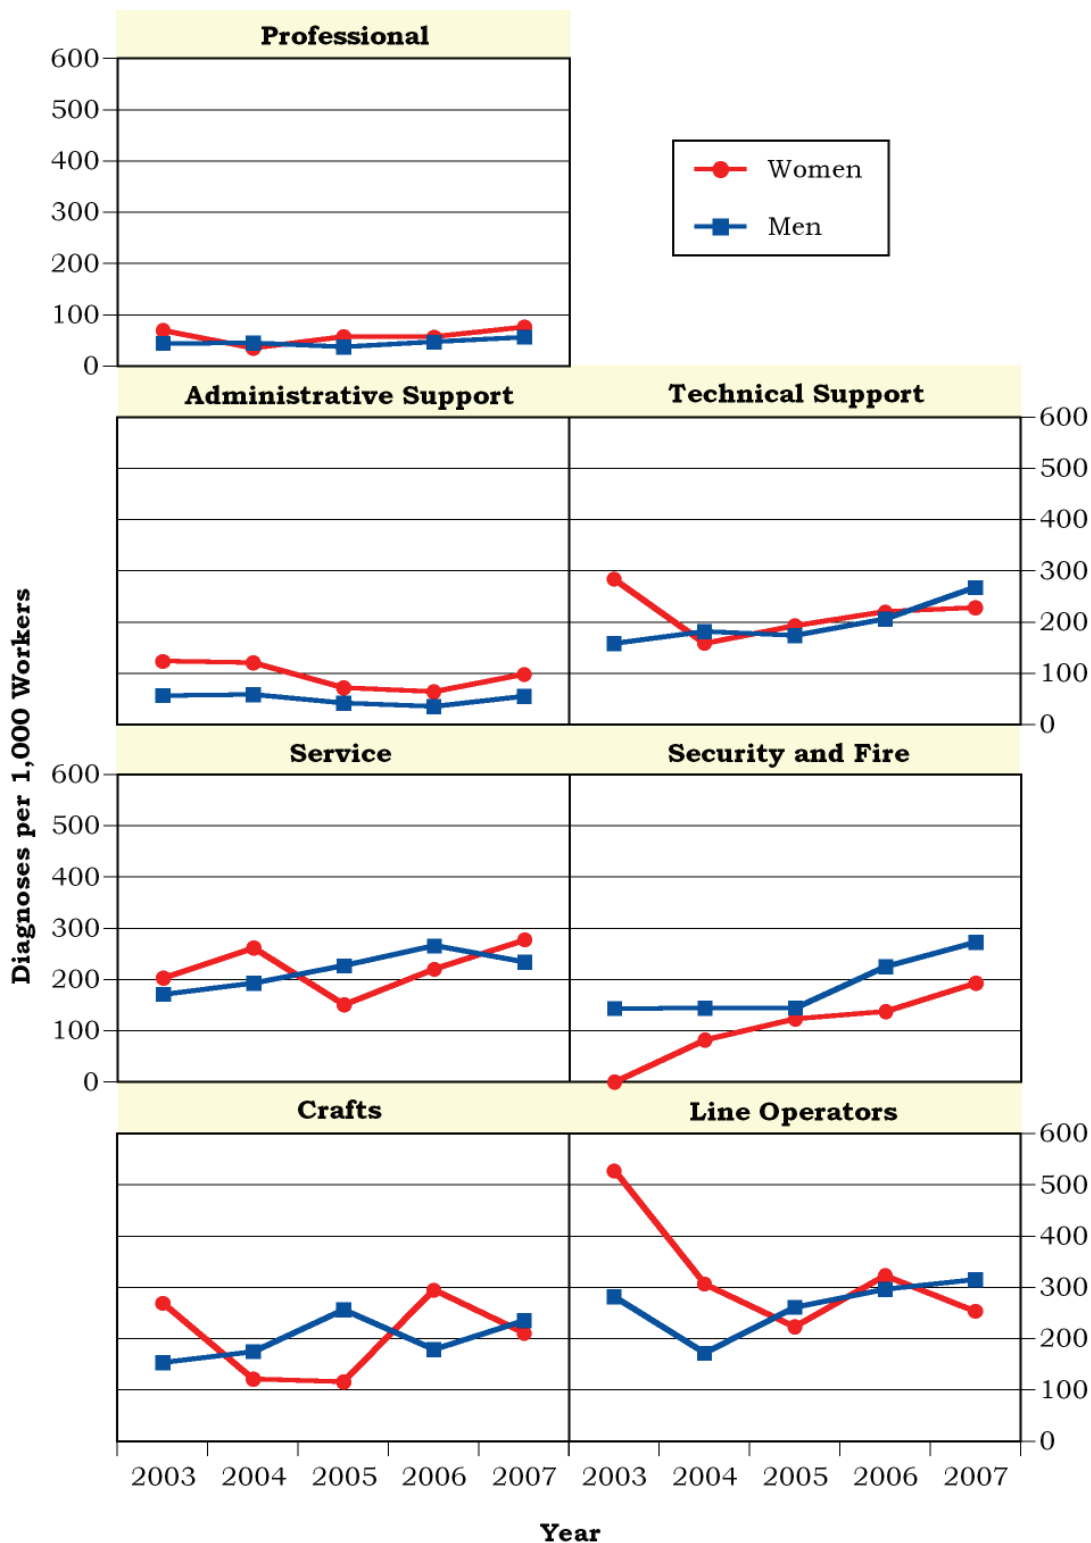 Professional
600
500
400
300
200
100
0
Women
Men
Administrative Support
Technical Support
600
500
400
300
200
100
0
Diagnoses per 1,000 Workers
Service
Security and Fire
600
500
400
300
200
100
0
Crafts
Line Operators
600
500
400
300
200
100
0
2003 2004 2005 2006 2007 2003 2004 2005 2006 2007
Year